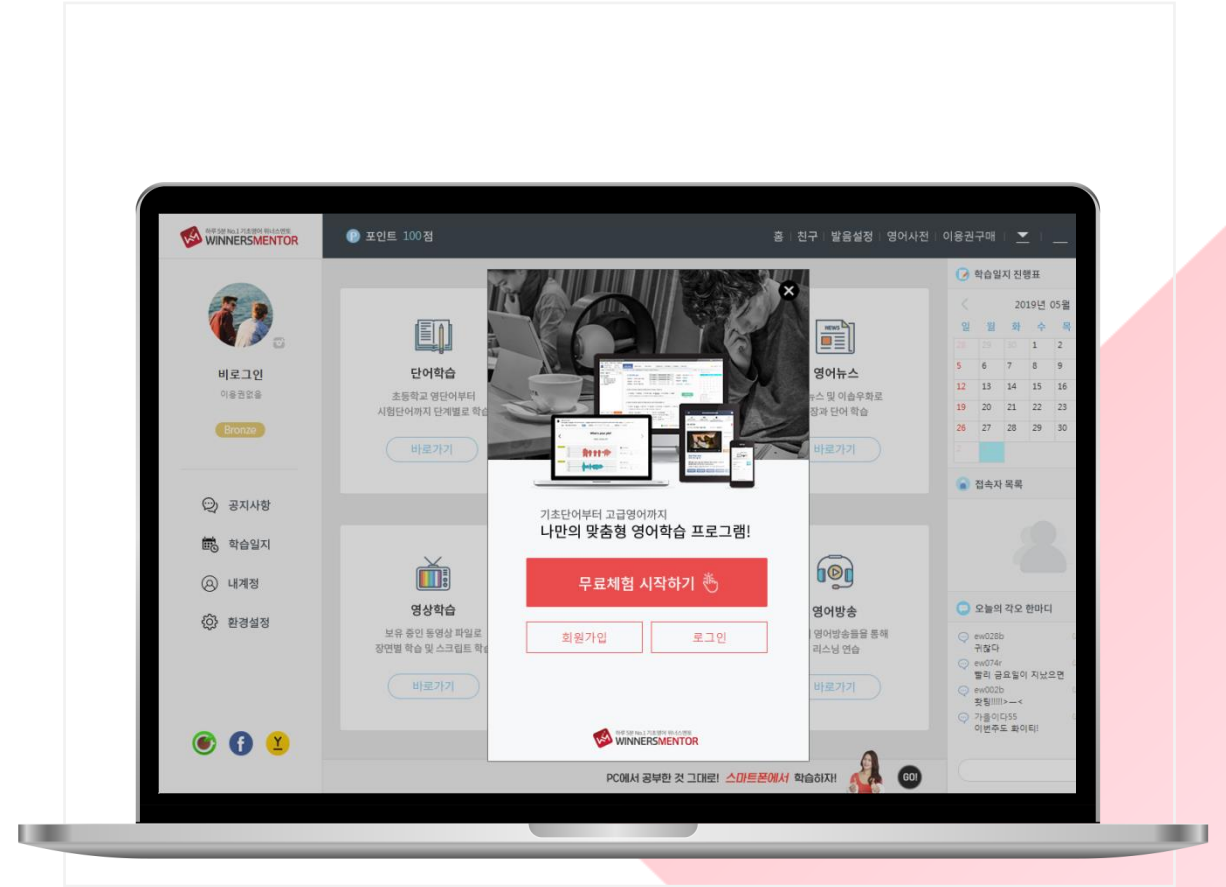 하루 5분 No.1 기초영어 위너스멘토
WINNERSMENTOR
P 포인트 100점
홈 친구 발음설정 영어사전 이용권구매
비로그인
이용권없음
Bronze
공지사항
학습일지
내계정
환경설정
단어학습
초등학교 영단어부터
시험단어까지 단계별로
바로가기
NEWS
영어뉴스
및 이솝우화로
단어 학습
바로가기
영상학습
보유 중인 동영상 파일로
장면별 학습 및 스크립트
바로가기
영어방송
영어방송을 통해
리스닝 연습
바로가기
기초단어부터 고급영어까지
나만의 맞춤형 영어학습 프로그램!
무료체험 시작하기
회원가입 로그인
하루 5분 No.1 기초영어 위너스멘토
WINNERSMENTOR
PC에서 공부한 것 그대로! 스마트폰에서 학습하자! GO!
학습일지 진행표
2019년 05월
일 월 화 수 목
28 29 30 1 2
5 6 7 8 9
12 13 14 15 16
19 20 21 22 23
26 27 28 29 30
2
접속자 목록
오늘의 각오 한마디
ew028b
귀찮다
ew074r
빨리 금요일이 지났으면
ew002b
홧팅!!!!!>ㅡ<
가을이다55
이번주도 화이티!